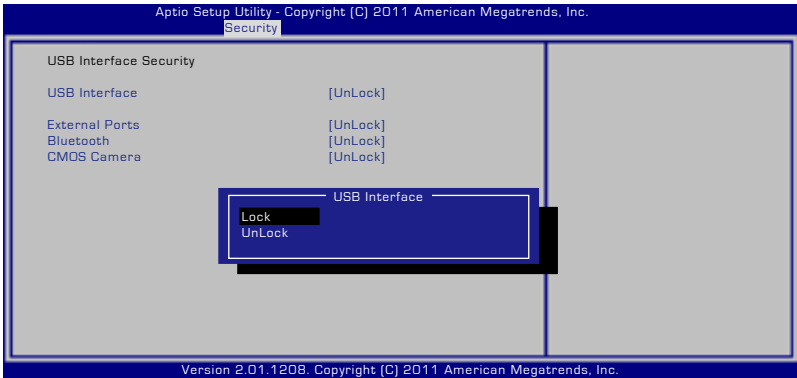 Aptio Setup Utility - Copyright (C) 2011 American Megatrends, Inc.
Security
USB Interface Security
USB Interface [UnLock]
External Ports [UnLock]
Bluetooth [UnLock]
CMOS Camera [UnLock]
USB Interface
Lock
UnLock
Version 2.01.1208. Copyright (C) 2011 American Megatrends, Inc.